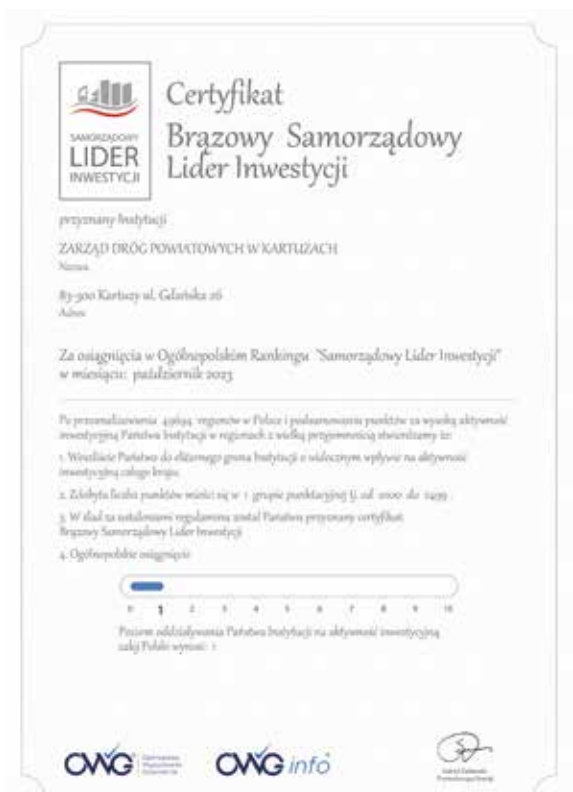 SAMORZĄDOWY
LIDER
INWESTYCJI
Certyfikat
Brązowy Samorządowy
Lider Inwestycji
przyznany Instytucji
ZARZĄD DRÓG POWIATOWYCH W KARTUZACH
Nazwa
83-300 Kartuzy ul. Gdańska 26
Adres
Za osiągnięcia w Ogólnopolskim Rankingu "Samorządowy Lider Inwestycji"
w miesiącu: październik 2023
Po przeanalizowaniu regionów w Polsce i podsumowaniu punktów za wysoką aktywność
inwestycyjną Państwa Instytucji w regionach z wielką przyjemnością stwierdzamy że:
1. Weszliście Państwo do elitarnego grona Instytucji o widocznym wpływie na aktywność
inwestycyjną całego kraju.
2. Zdobyta liczba punktów mieści się w 1 grupie punktacyjnej tj. od 1000 do 1499
3. W ślad za ustaleniami regulaminu został Państwu przyznany certyfikat
Brązowy Samorządowy Lider Inwestycji
4. Ogólnopolskie osiągnięcie
0 1 2 3 4 5 6 7 8 9 10
Poziom oddziaływania Państwa Instytucji na aktywność inwestycyjną
całej Polski wynosi: 1
OWG
OWG info